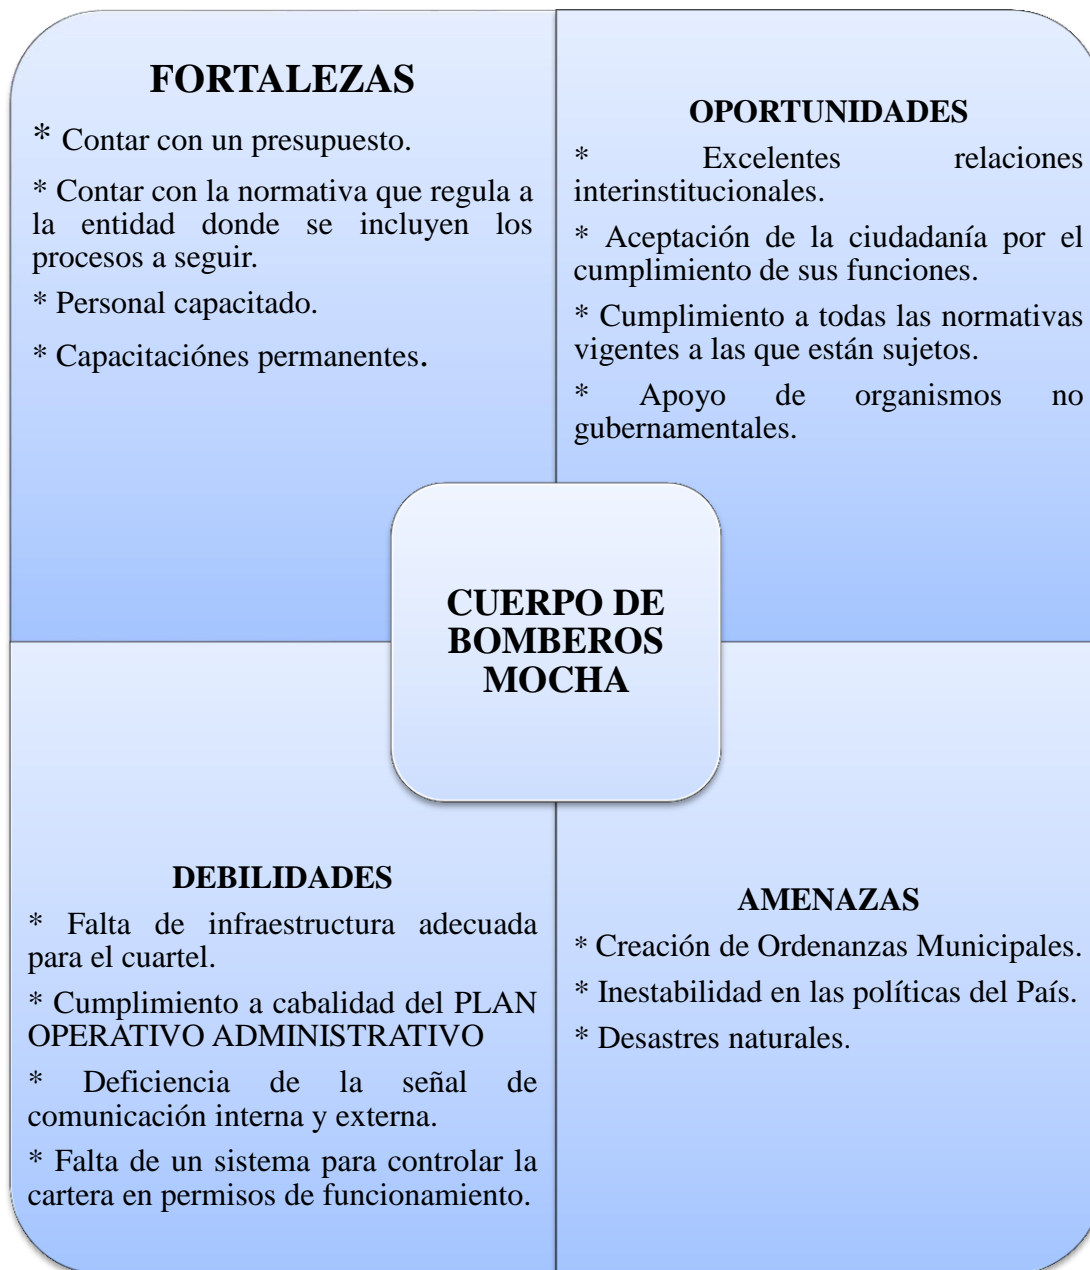 FORTALEZAS
* Contar con un presupuesto.
* Contar con la normativa que regula a
la entidad donde se incluyen los
procesos a seguir.
* Personal capacitado.
* Capacitaciónes permanentes.
OPORTUNIDADES
* Excelentes relaciones
interinstitucionales.
* Aceptación de la ciudadanía por el
cumplimiento de sus funciones.
* Cumplimiento a todas las normativas
vigentes a las que están sujetos.
* Apoyo de organismos no
gubernamentales.
CUERPO DE
BOMBEROS
MOCHA
DEBILIDADES
* Falta de infraestructura adecuada
para el cuartel.
* Cumplimiento a cabalidad del PLAN
OPERATIVO ADMINISTRATIVO
* Deficiencia de la señal de
comunicación interna y externa.
* Falta de un sistema para controlar la
cartera en permisos de funcionamiento.
AMENAZAS
* Creación de Ordenanzas Municipales.
* Inestabilidad en las políticas del País.
* Desastres naturales.